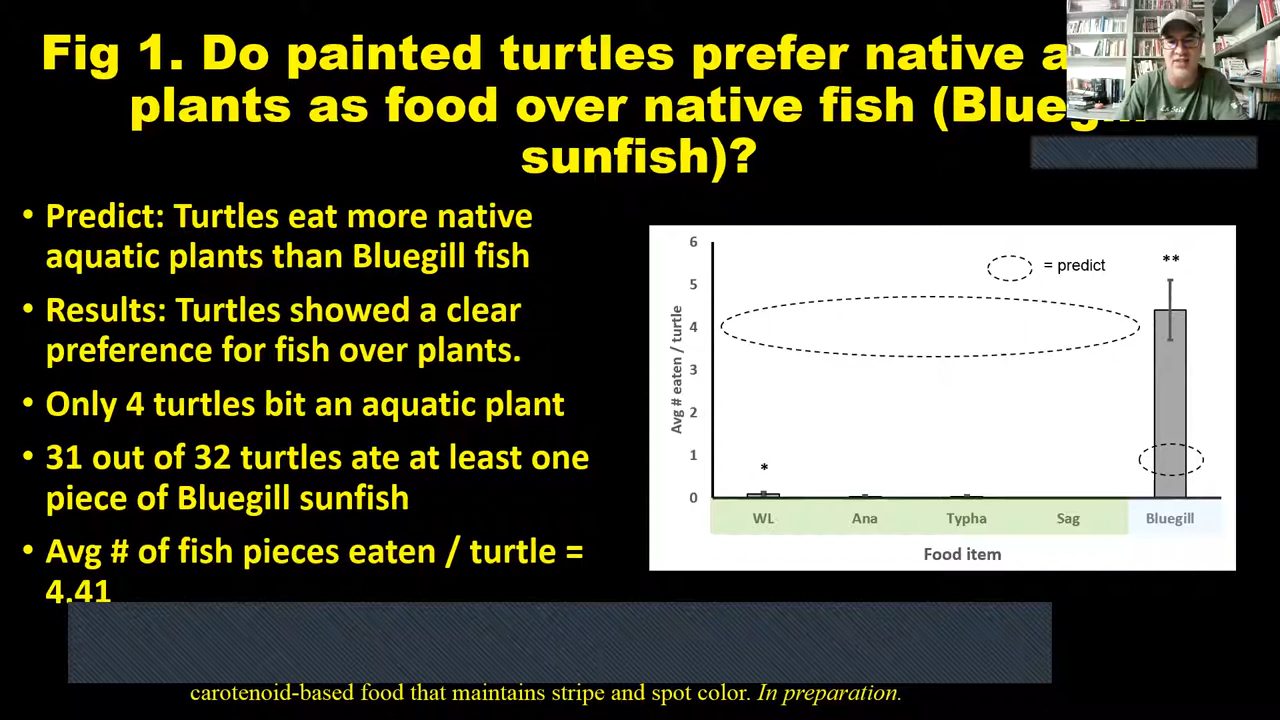 Fig 1. Do painted turtles prefer native
plants as food over native fish
sunfish)?
• Predict: Turtles eat more native
aquatic plants than Bluegill fish
• Results: Turtles showed a clear
preference for fish over plants.
• Only 4 turtles bit an aquatic plant
• 31 out of 32 turtles ate at least one
piece of Bluegill sunfish
• Avg # of fish pieces eaten / turtle =
4.41
6
5
4
3
2
1
0
Avg # eaten / turtle
= predict
*
**
WL Ana Typha Sag Bluegill
Food item
carotenoid-based food that maintains stripe and spot color. In preparation.